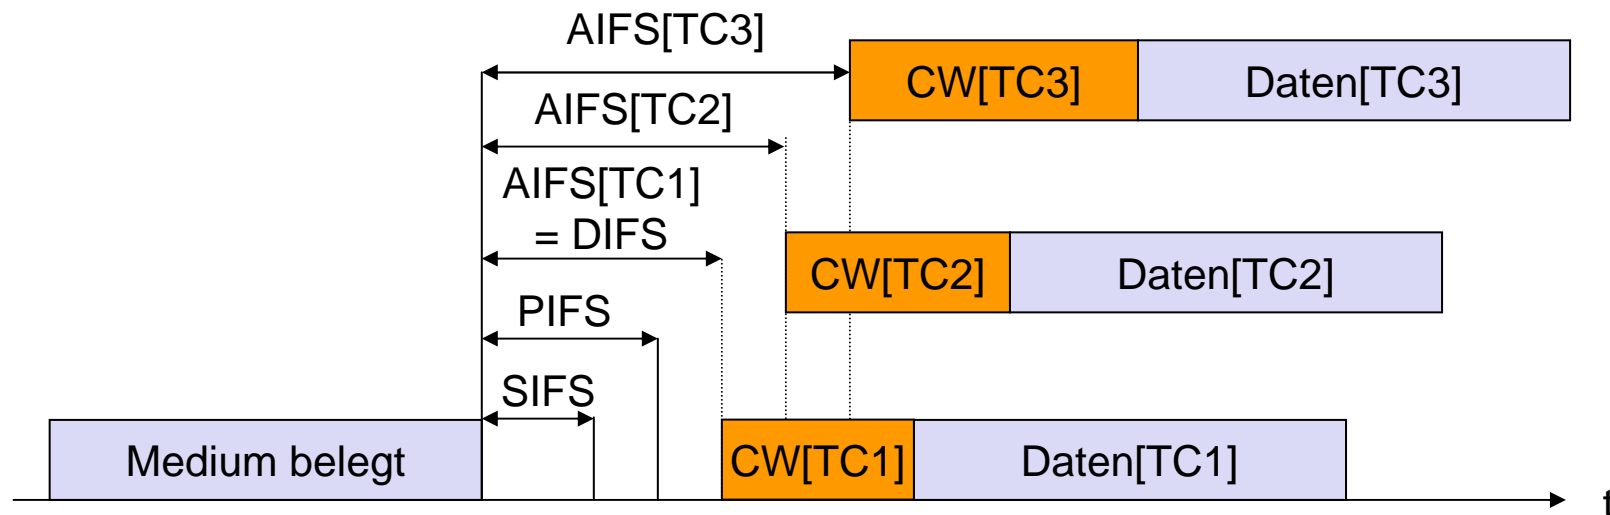 AIFS[TC3]
CW[TC3]
Daten[TC3]
AIFS[TC2]
AIFS[TC1]
= DIFS
CW[TC2]
Daten[TC2]
PIFS
SIFS
Medium belegt
CW[TC1]
Daten[TC1]